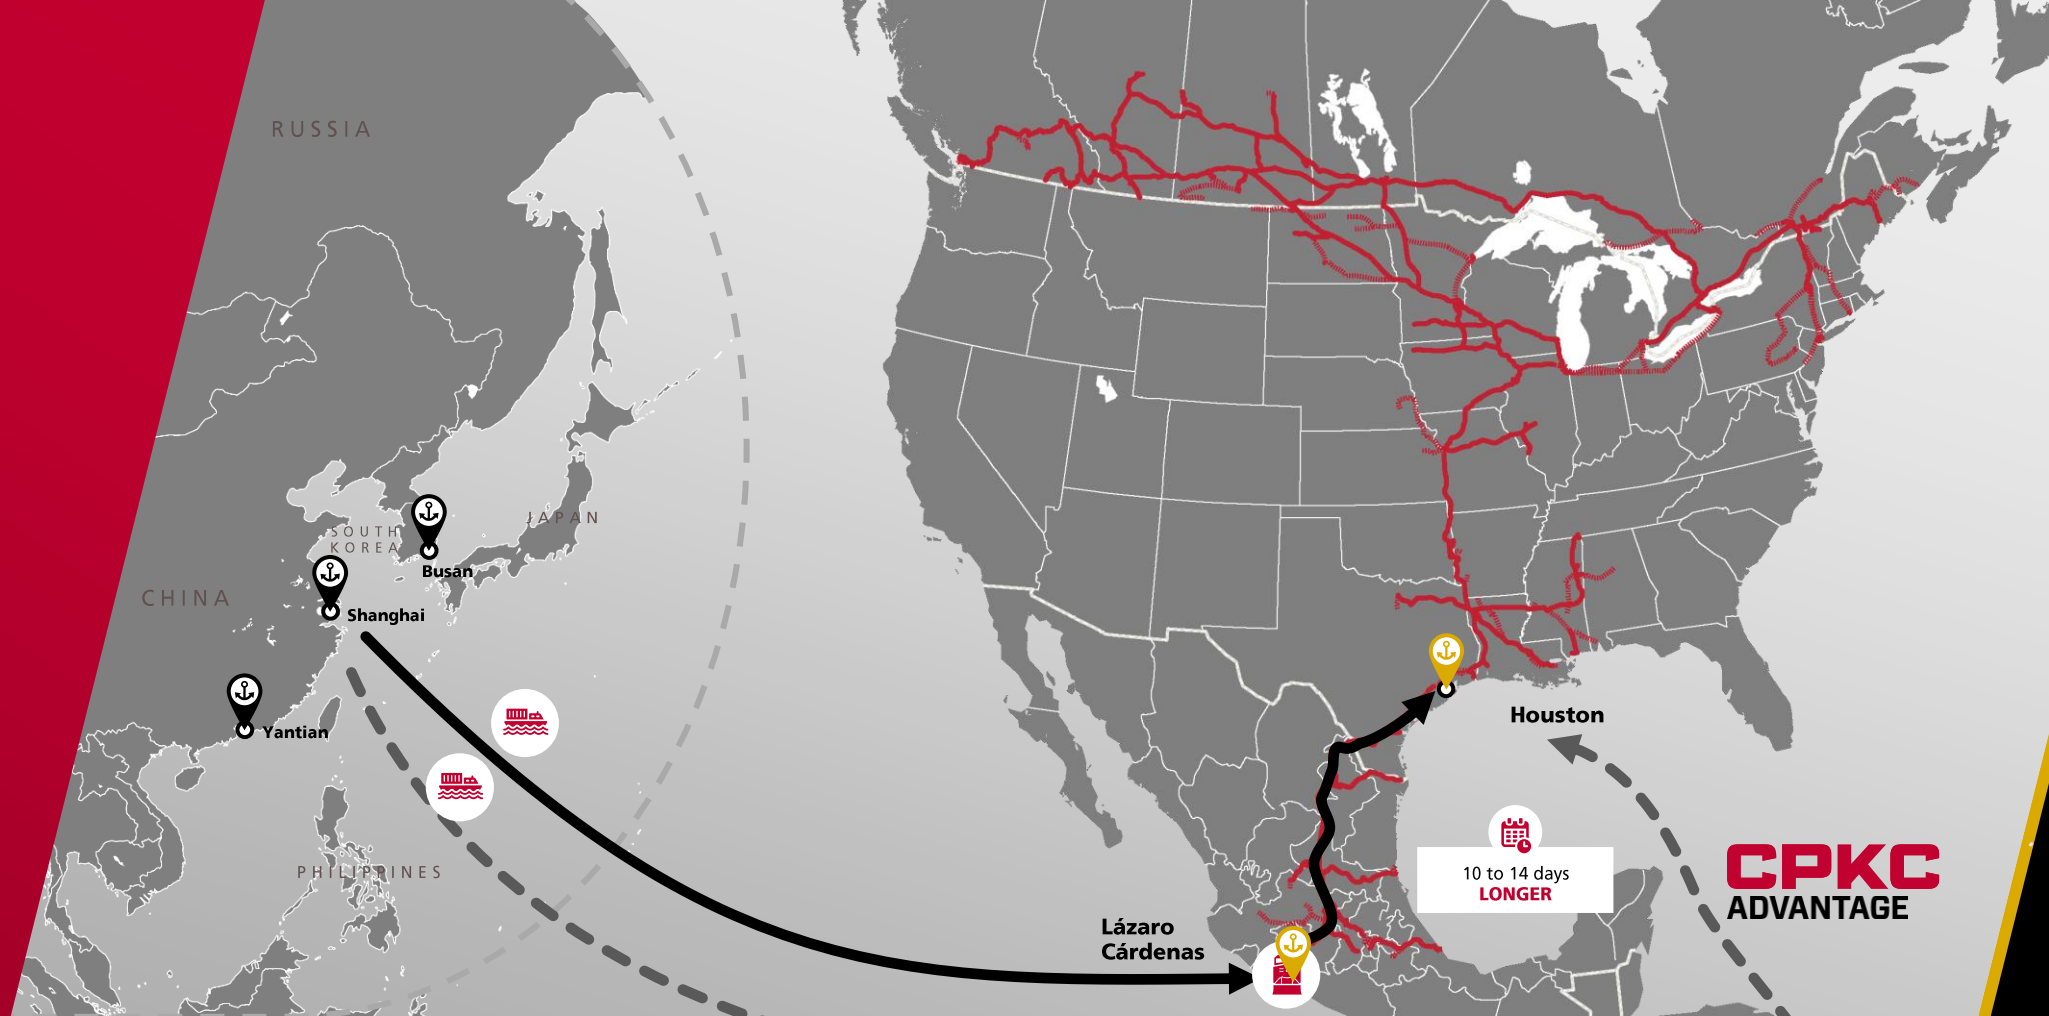 RUSSIA
SOUTH
KOREA
JAPAN
Busan
CHINA
Shanghai
Yantian
PHILIPPINES
Houston
10 to 14 days
LONGER
Lázaro
Cárdenas
CPKC
ADVANTAGE